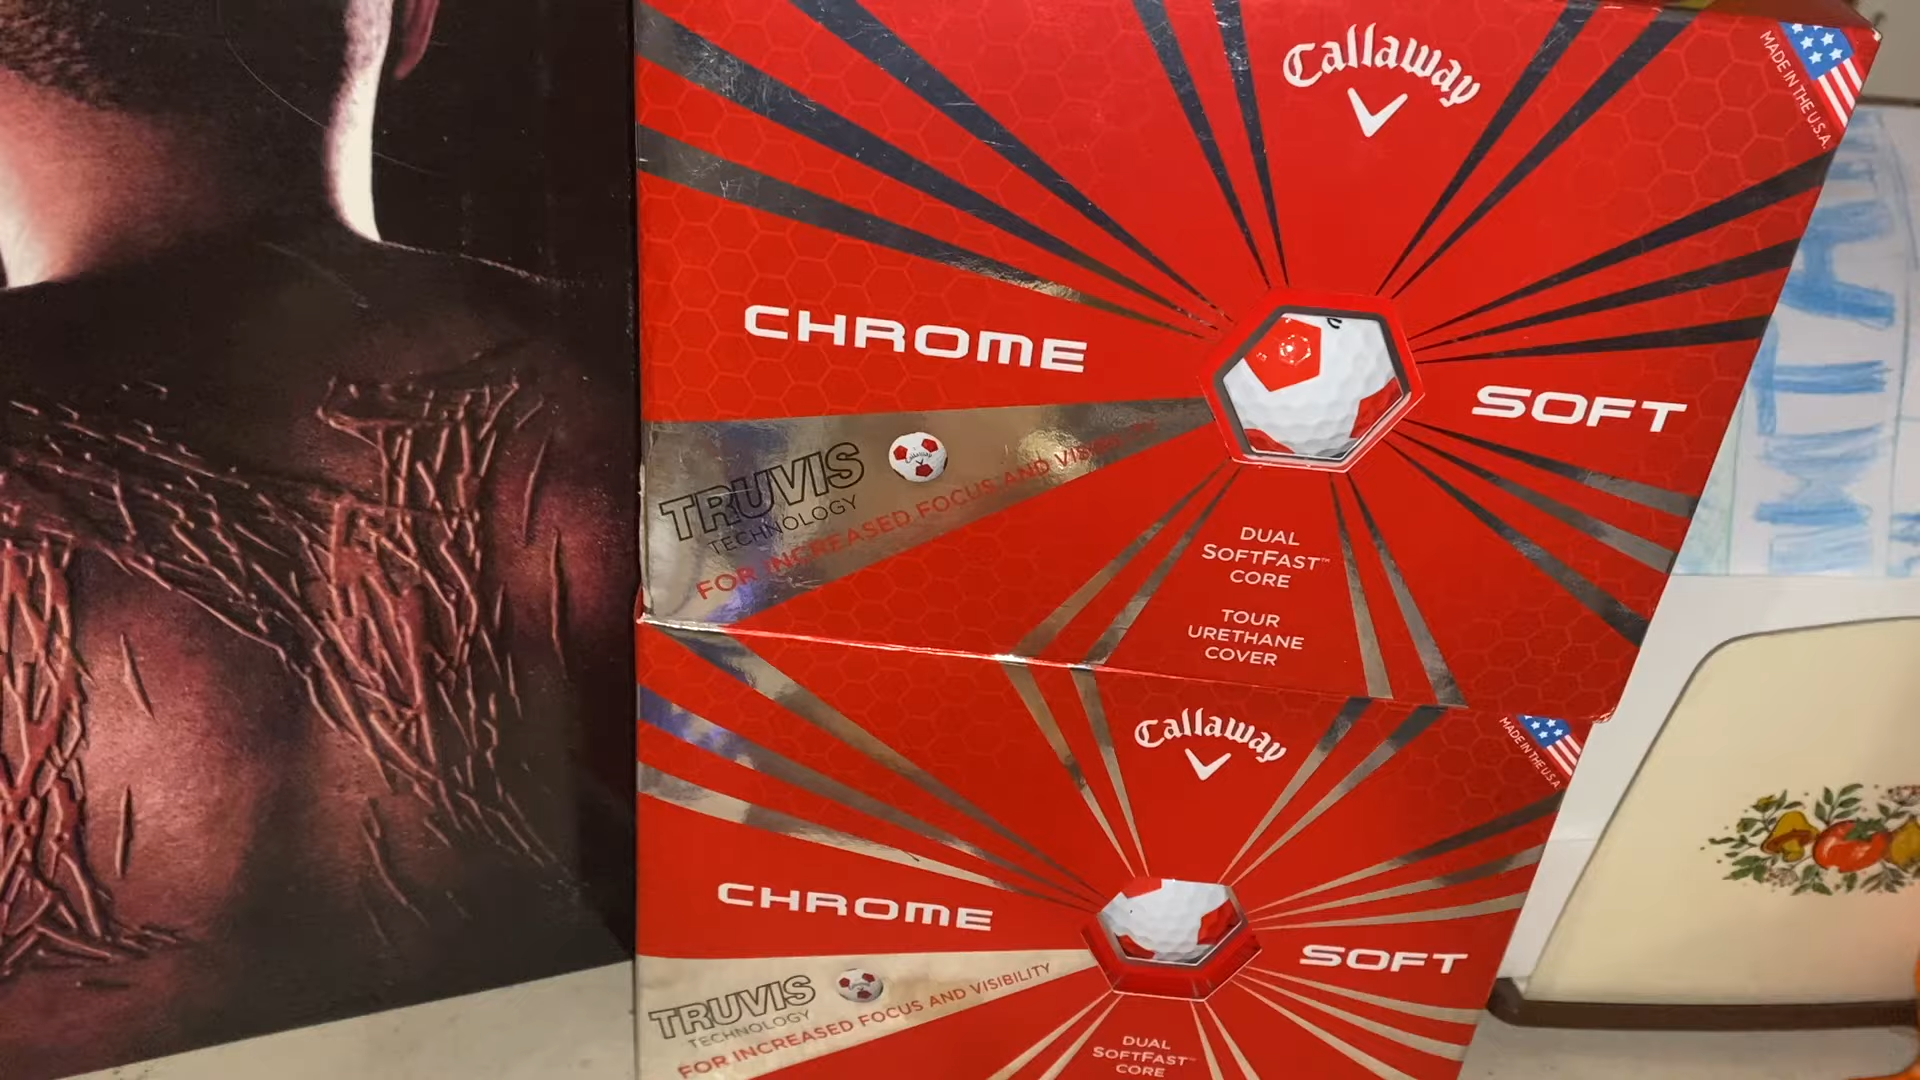 Callaway
MADE IN THE U.S.A.
CHROME
SOFT
TRUVIS
TECHNOLOGY
Callaway
FOR INCREASED FOCUS AND VISIBILITY
DUAL
SOFTFAST™
CORE
TOUR
URETHANE
COVER
Callaway
MADE IN THE U.S.A.
CHROME
SOFT
TRUVIS
TECHNOLOGY
FOR INCREASED FOCUS AND VISIBILITY
DUAL
SOFTFAST™
CORE